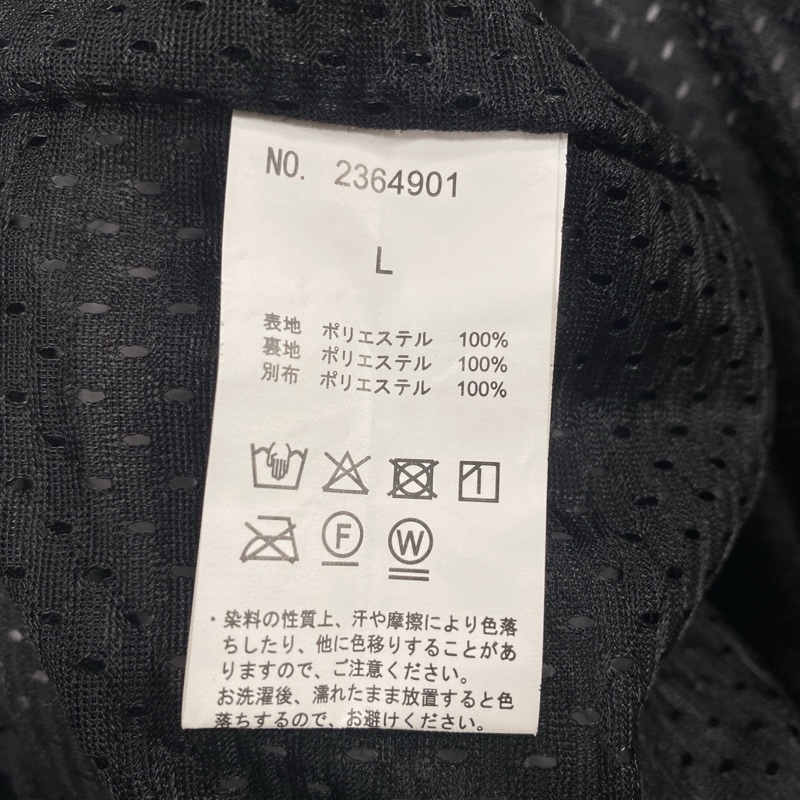 NO. 2364901
L
表地 ポリエステル 100%
裏地 ポリエステル 100%
別布 ポリエステル 100%
F
W
・染料の性質上、汗や摩擦により色落
ちしたり、他に色移りすることがあ
りますので、ご注意ください。
お洗濯後、濡れたまま放置すると色
落ちするので、お避けください。